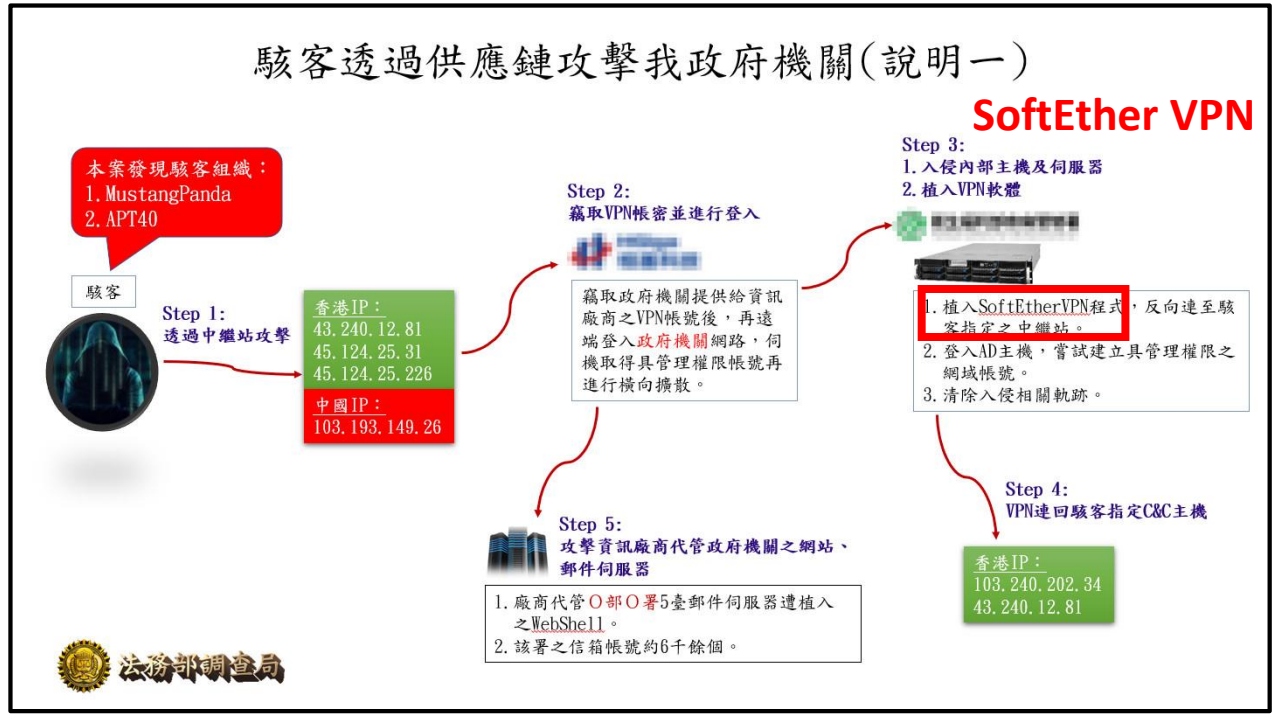 駭客透過供應鏈攻擊我政府機關(說明一)
SoftEther VPN
本案發現駭客組織：
1.MustangPanda
2.APT40
駭客
Step 1:
透過中繼站攻擊
香港IP：
43.240.12.81
45.124.25.31
45.124.25.226
中國IP：
103.193.149.26
Step 2:
竊取VPN帳密並進行登入
竊取政府機關提供給資訊
廠商之VPN帳號後，再遠
端登入政府機關網路，伺
機取得具管理權限帳號再
進行橫向擴散。
Step 3:
1.入侵內部主機及伺服器
2.植入VPN軟體
1.植入SoftEtherVPN程式，反向連至駭
客指定之中繼站。
2.登入AD主機，嘗試建立具管理權限之
網域帳號。
3.清除入侵相關軌跡。
Step 4:
VPN連回駭客指定C&C主機
香港IP：
103.240.202.34
43.240.12.81
Step 5:
攻擊資訊廠商代管政府機關之網站、
郵件伺服器
1.廠商代管O部O署5臺郵件伺服器遭植入
之WebShell。
2.該署之信箱帳號約6千餘個。
法務部調查局